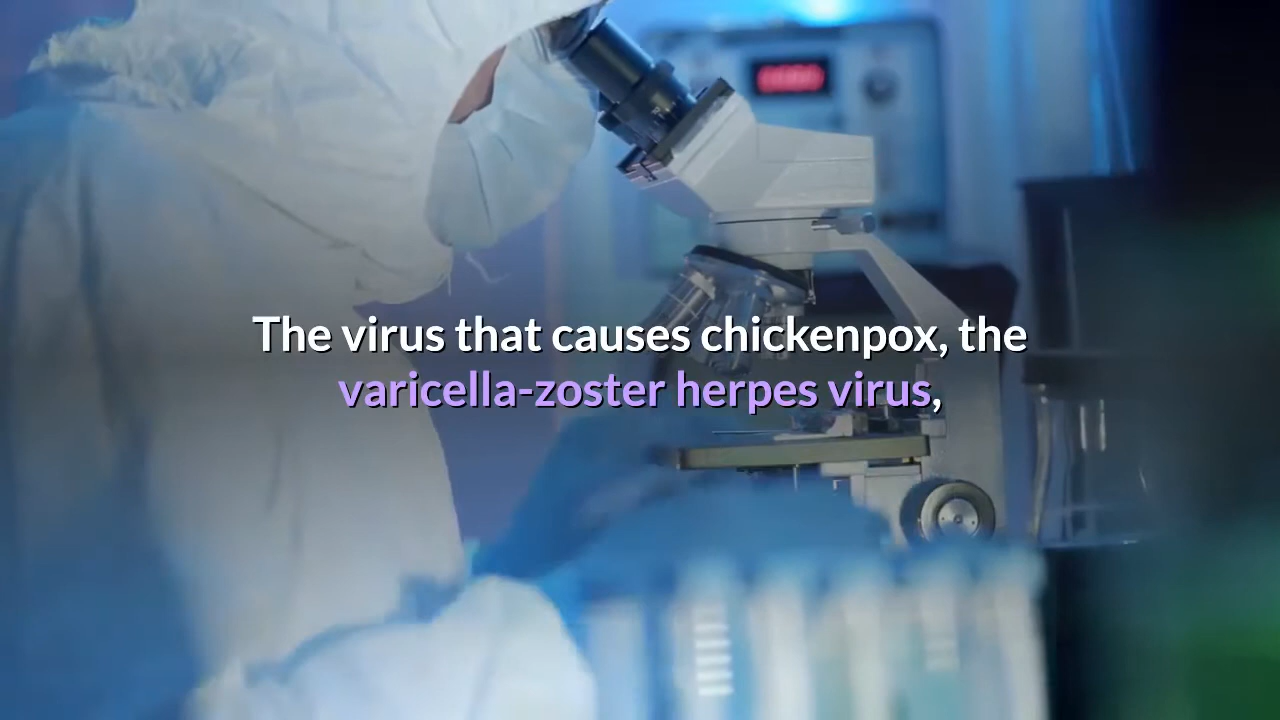 The virus that causes chickenpox, the
varicella-zoster herpes virus,